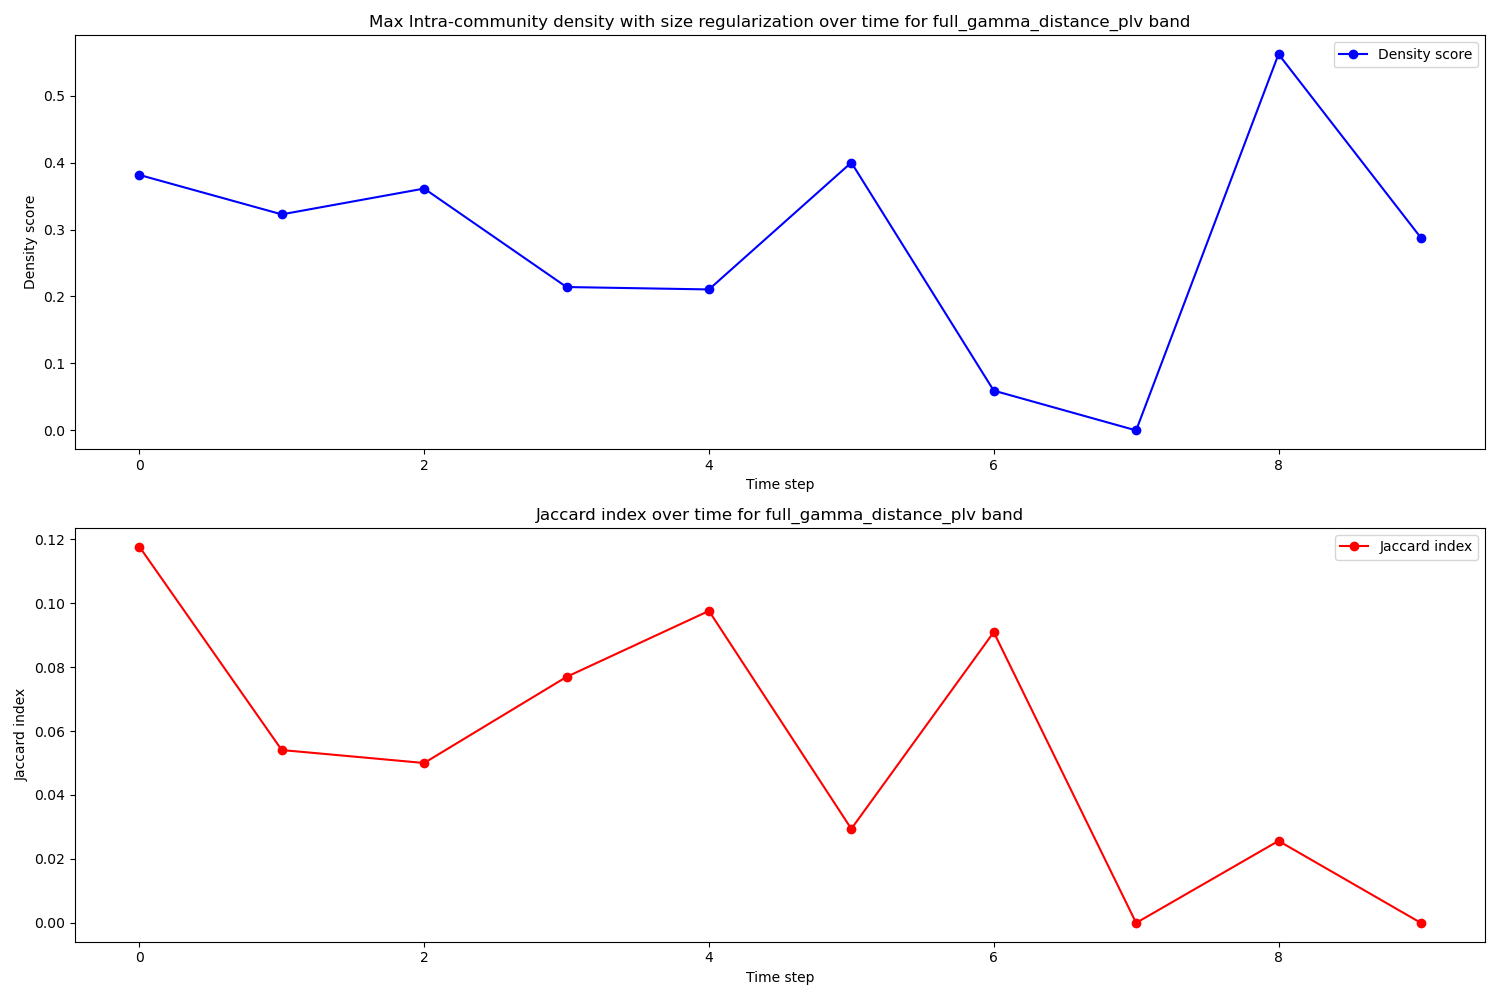 Max Intra-community density with size regularization over time for full_gamma_distance_plv band
Density score
0.5
0.4
0.3
0.2
0.1
0.0
Density score
0 2 4 6 8
Time step
Jaccard index over time for full_gamma_distance_plv band
Jaccard index
0.12
0.10
0.08
0.06
0.04
0.02
0.00
Jaccard index
0 2 4 6 8
Time step